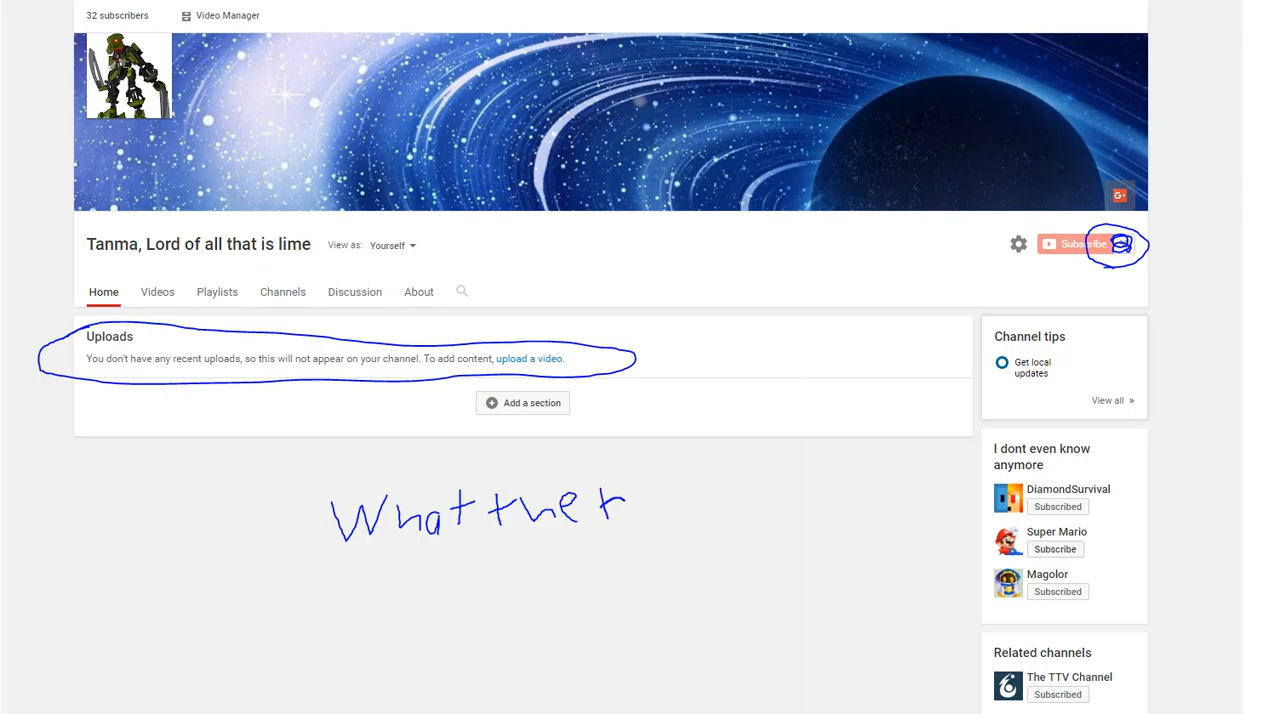 32 subscribers Video Manager
G+
Tanma, Lord of all that is lime View as: Yourself Subscribe
Home Videos Playlists Channels Discussion About
Uploads
You don't have any recent uploads, so this will not appear on your channel. To add content, upload a video.
Add a section
What the
Channel tips
Get local
updates
View all »
I dont even know
anymore
DiamondSurvival
Subscribed
Super Mario
Subscribe
Magolor
Subscribed
Related channels
The TTV Channel
Subscribed